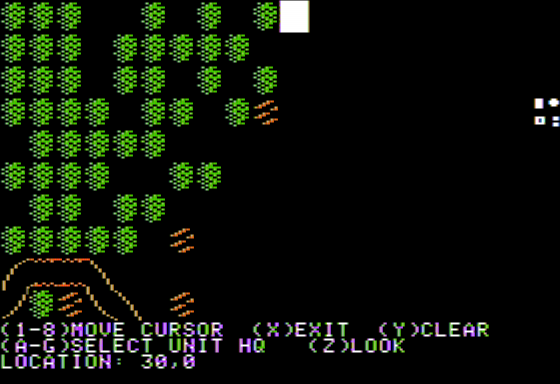 (1-8)MOVE CURSOR (X)EXIT (Y)CLEAR
(A-G)SELECT UNIT HQ (Z)LOOK
LOCATION: 30,0